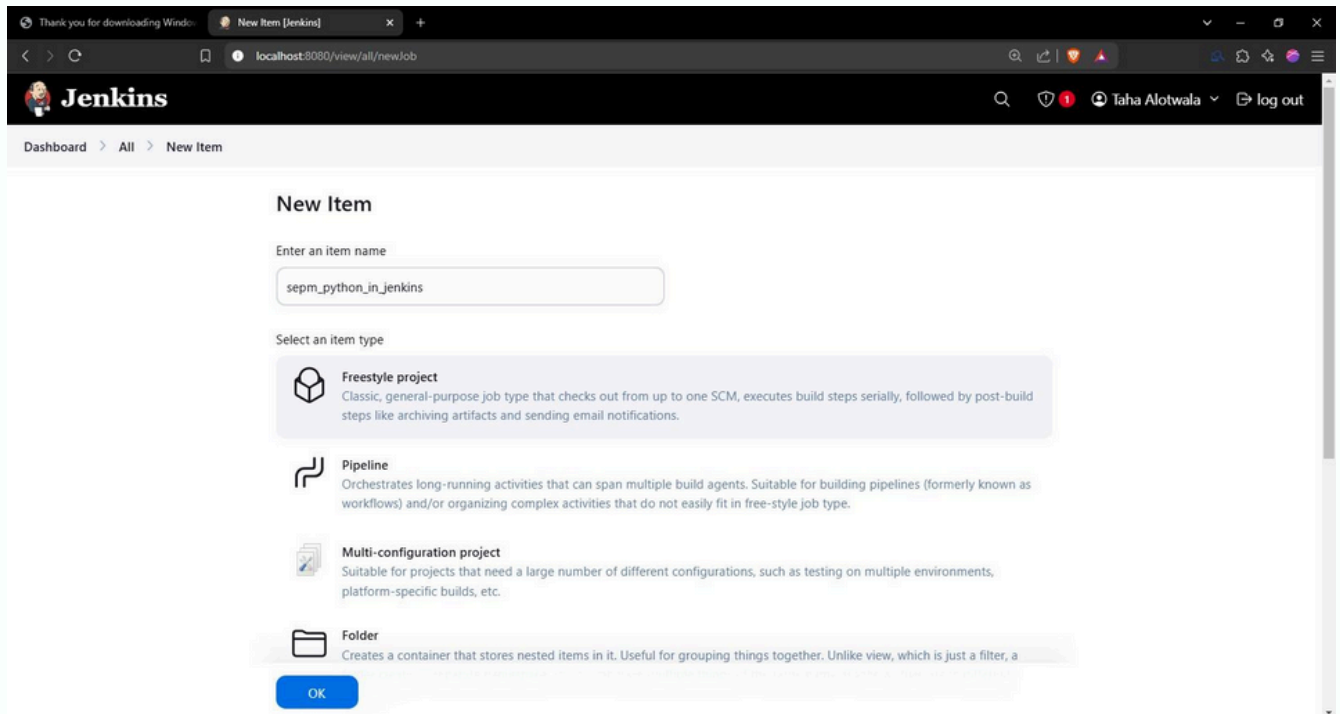 Thank you for downloading Windo
New Item [Jenkins]
localhost:8080/view/all/newJob
Jenkins
1
Taha Alotwala
log out
Dashboard > All > New Item
New Item
Enter an item name
sepm_python_in_jenkins
Select an item type
Freestyle project
Classic, general-purpose job type that checks out from up to one SCM, executes build steps serially, followed by post-build
steps like archiving artifacts and sending email notifications.
Pipeline
Orchestrates long-running activities that can span multiple build agents. Suitable for building pipelines (formerly known as
workflows) and/or organizing complex activities that do not easily fit in free-style job type.
Multi-configuration project
Suitable for projects that need a large number of different configurations, such as testing on multiple environments,
platform-specific builds, etc.
Folder
Creates a container that stores nested items in it. Useful for grouping things together. Unlike view, which is just a filter, a
OK